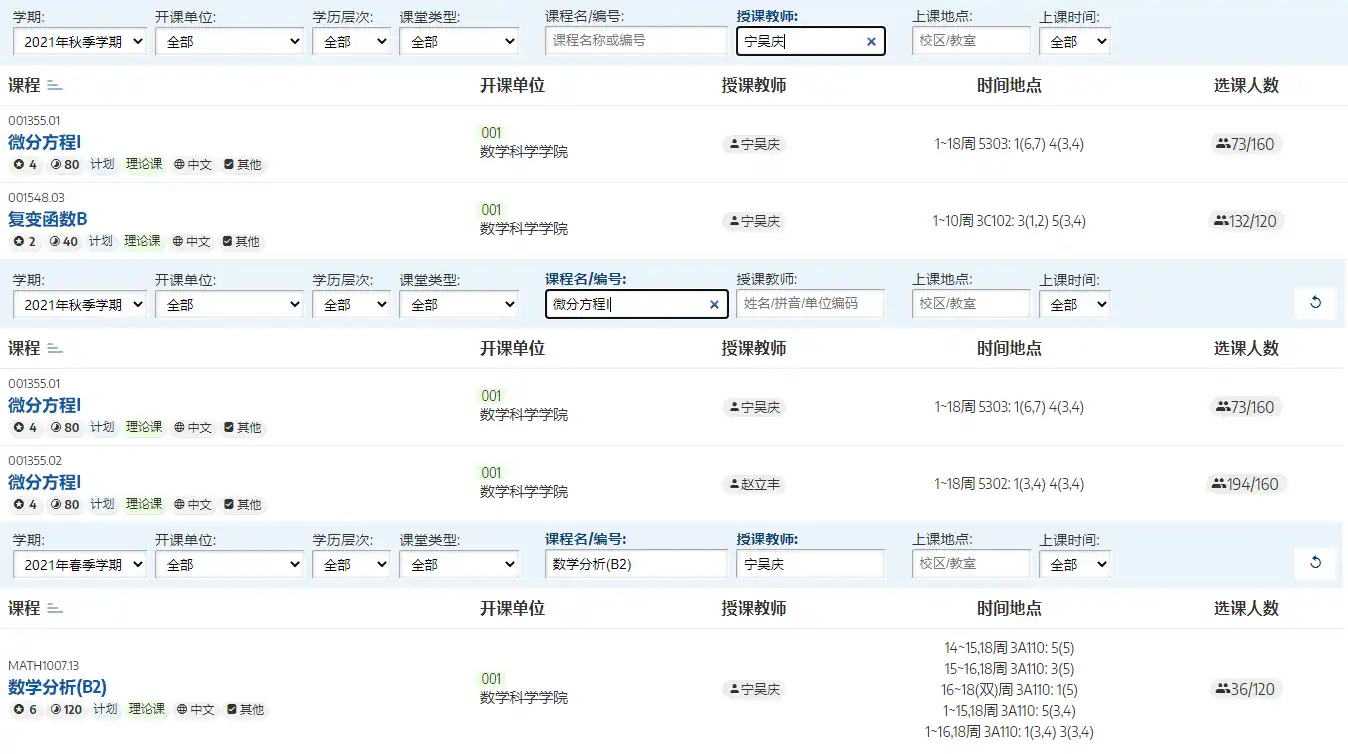 学期: 开课单位: 学历层次: 课堂类型: 课程名/编号: 授课教师: 上课地点: 上课时间:
2021年秋季学期 全部 全部 全部 课程名称或编号 宁吴庆 × 校区/教室 全部
课程 开课单位 授课教师 时间地点 选课人数
001355.01
微分方程I
4 80 计划 理论课 中文 其他
001
数学科学学院
宁吴庆
1~18周 5303: 1(6,7) 4(3,4)
73/160
001548.03
复变函数B
2 40 计划 理论课 中文 其他
001
数学科学学院
宁吴庆
1~10周 3C102: 3(1,2) 5(3,4)
132/120
学期: 开课单位: 学历层次: 课堂类型: 课程名/编号: 授课教师: 上课地点: 上课时间:
2021年秋季学期 全部 全部 全部 微分方程I × 姓名/拼音/单位编码 校区/教室 全部
课程 开课单位 授课教师 时间地点 选课人数
001355.01
微分方程I
4 80 计划 理论课 中文 其他
001
数学科学学院
宁吴庆
1~18周 5303: 1(6,7) 4(3,4)
73/160
001355.02
微分方程I
4 80 计划 理论课 中文 其他
001
数学科学学院
赵立丰
1~18周 5302: 1(3,4) 4(3,4)
194/160
学期: 开课单位: 学历层次: 课堂类型: 课程名/编号: 授课教师: 上课地点: 上课时间:
2021年春季学期 全部 全部 全部 数学分析(B2) 宁吴庆 校区/教室 全部
课程 开课单位 授课教师 时间地点 选课人数
MATH1007.13
数学分析(B2)
6 120 计划 理论课 中文 其他
001
数学科学学院
宁吴庆
14~15,18周 3A110: 5(5)
15~16,18周 3A110: 3(5)
16~18(双)周 3A110: 1(5)
1~15,18周 3A110: 5(3,4)
1~16,18周 3A110: 1(3,4) 3(3,4)
36/120